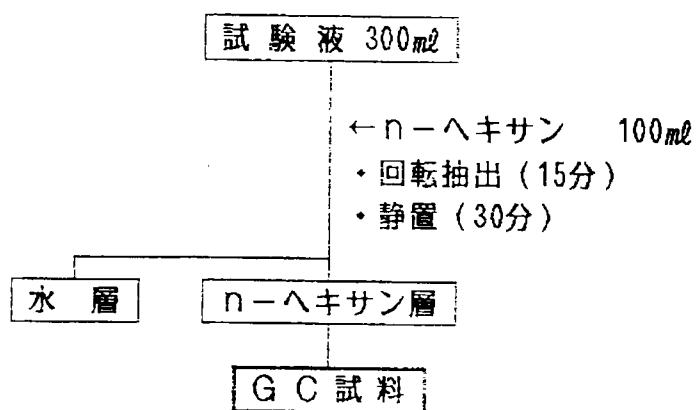 試験液 300㎖
←n－ヘキサン 100㎖
・回転抽出（15分）
・静置（30分）
水層
n－ヘキサン層
GC試料